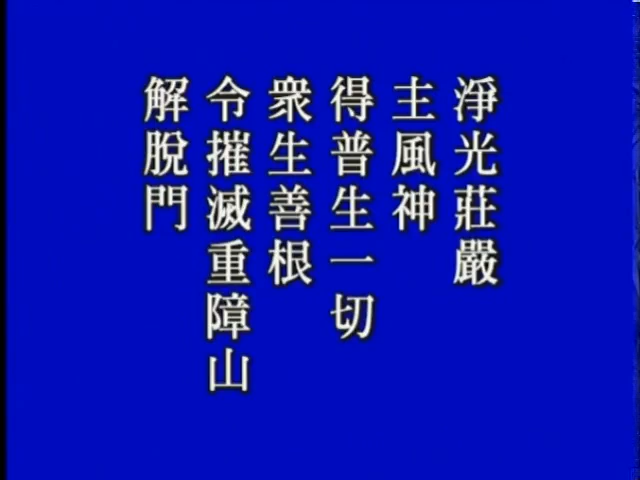 淨光莊嚴
主風神
得普生一切
衆生善根
令摧滅重障山
解脫門